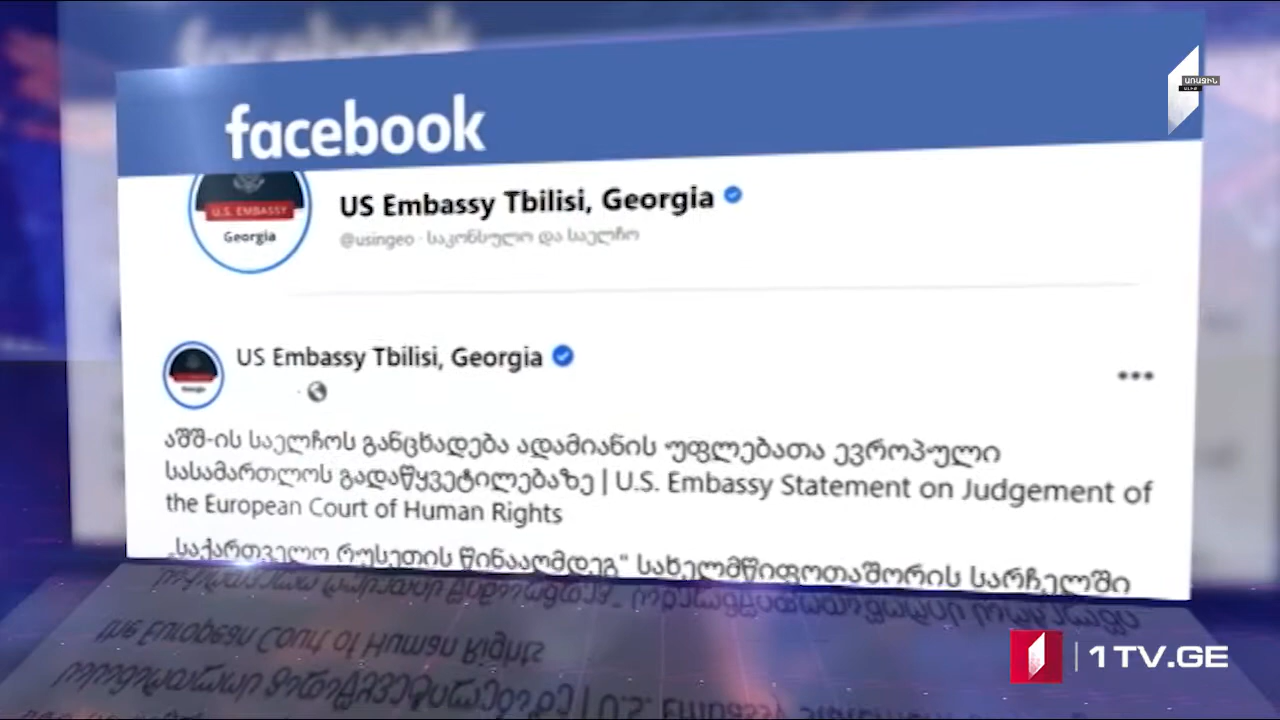 facebook
ԱՌԱՋԻՆ
ԱԼԻՔ
U.S. EMBASSY
Georgia
US Embassy Tbilisi, Georgia
@usingeo · საკონსულო და საელჩო
US Embassy Tbilisi, Georgia
აშშ-ის საელჩოს განცხადება ადამიანის უფლებათა ევროპული
სასამართლოს გადაწყვეტილებაზე | U.S. Embassy Statement on Judgement of
the European Court of Human Rights
„საქართველო რუსეთის წინააღმდეგ“ სახელმწიფოთაშორის სარჩელში
1TV.GE